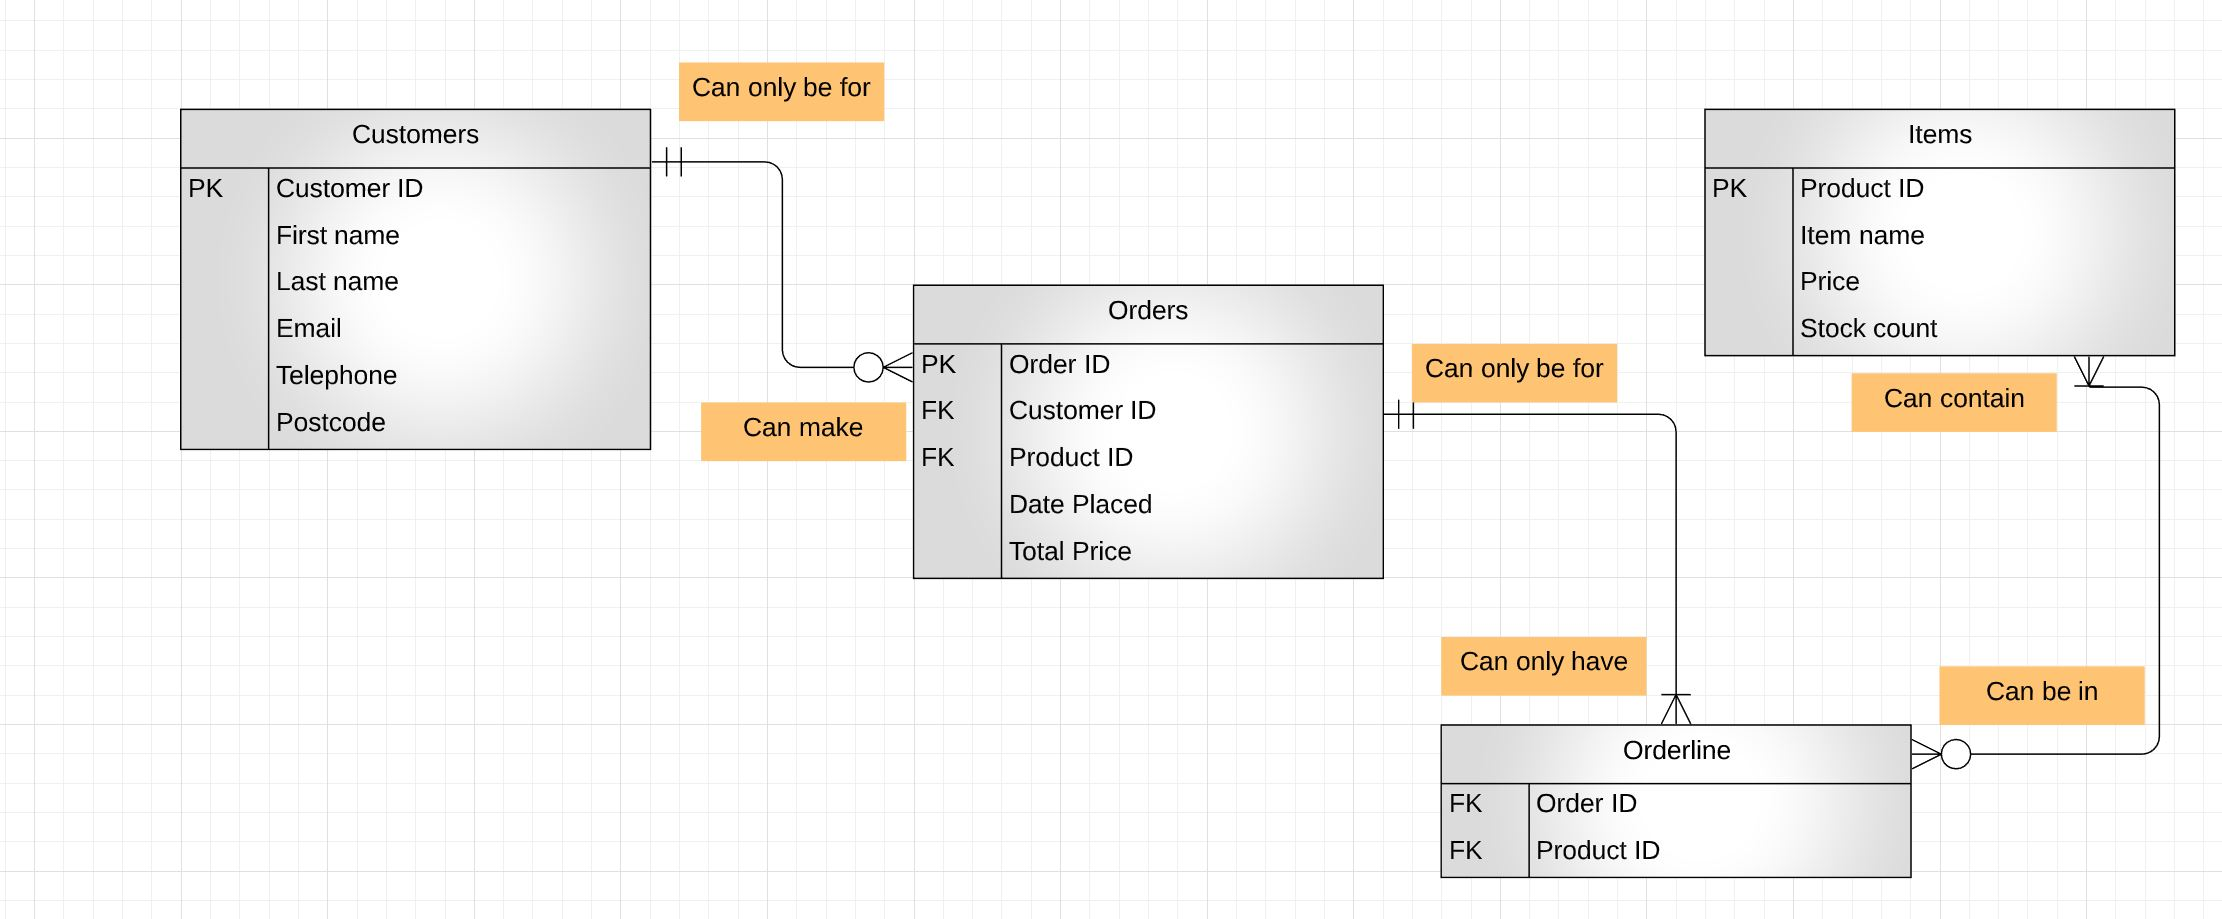 Can only be for
Customers
PK Customer ID
First name
Last name
Email
Telephone
Postcode
Can make
Orders
PK Order ID
FK Customer ID
FK Product ID
Date Placed
Total Price
Can only be for
Items
PK Product ID
Item name
Price
Stock count
Can contain
Can only have
Can be in
Orderline
FK Order ID
FK Product ID